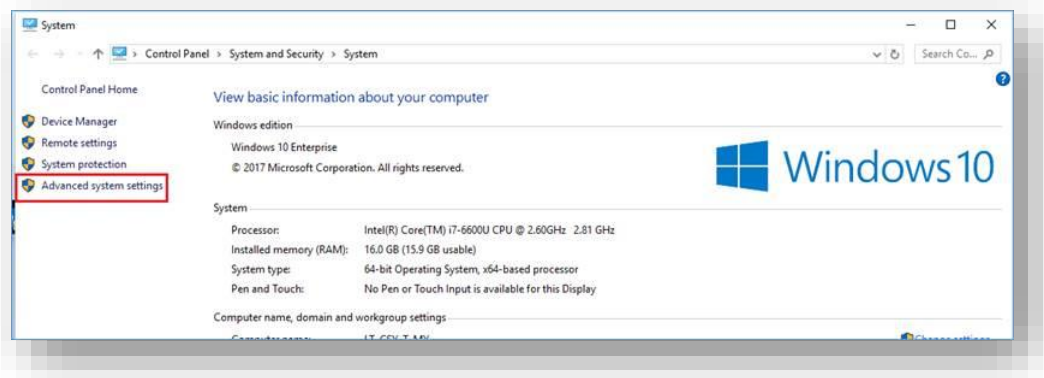 System
Control Panel > System and Security > System
Search Co...
Control Panel Home
Device Manager
Remote settings
System protection
Advanced system settings
View basic information about your computer
Windows edition
Windows 10 Enterprise
© 2017 Microsoft Corporation. All rights reserved.
Windows 10
System
Processor: Intel(R) Core(TM) i7-6600U CPU @ 2.60GHz 2.81 GHz
Installed memory (RAM): 16.0 GB (15.9 GB usable)
System type: 64-bit Operating System, x64-based processor
Pen and Touch: No Pen or Touch Input is available for this Display
Computer name, domain and workgroup settings
Computer name:
Change settings